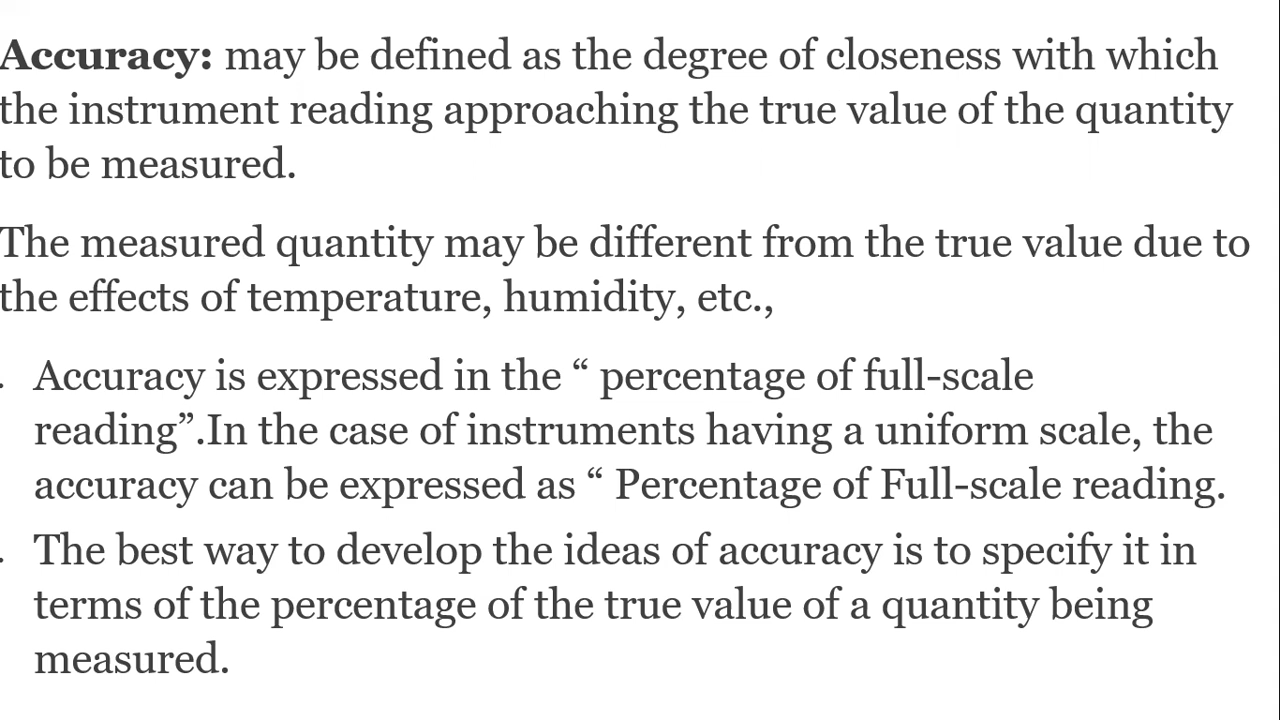 Accuracy: may be defined as the degree of closeness with which
the instrument reading approaching the true value of the quantity
to be measured.
The measured quantity may be different from the true value due to
the effects of temperature, humidity, etc.,
. Accuracy is expressed in the “ percentage of full-scale
reading”.In the case of instruments having a uniform scale, the
accuracy can be expressed as “ Percentage of Full-scale reading.
. The best way to develop the ideas of accuracy is to specify it in
terms of the percentage of the true value of a quantity being
measured.